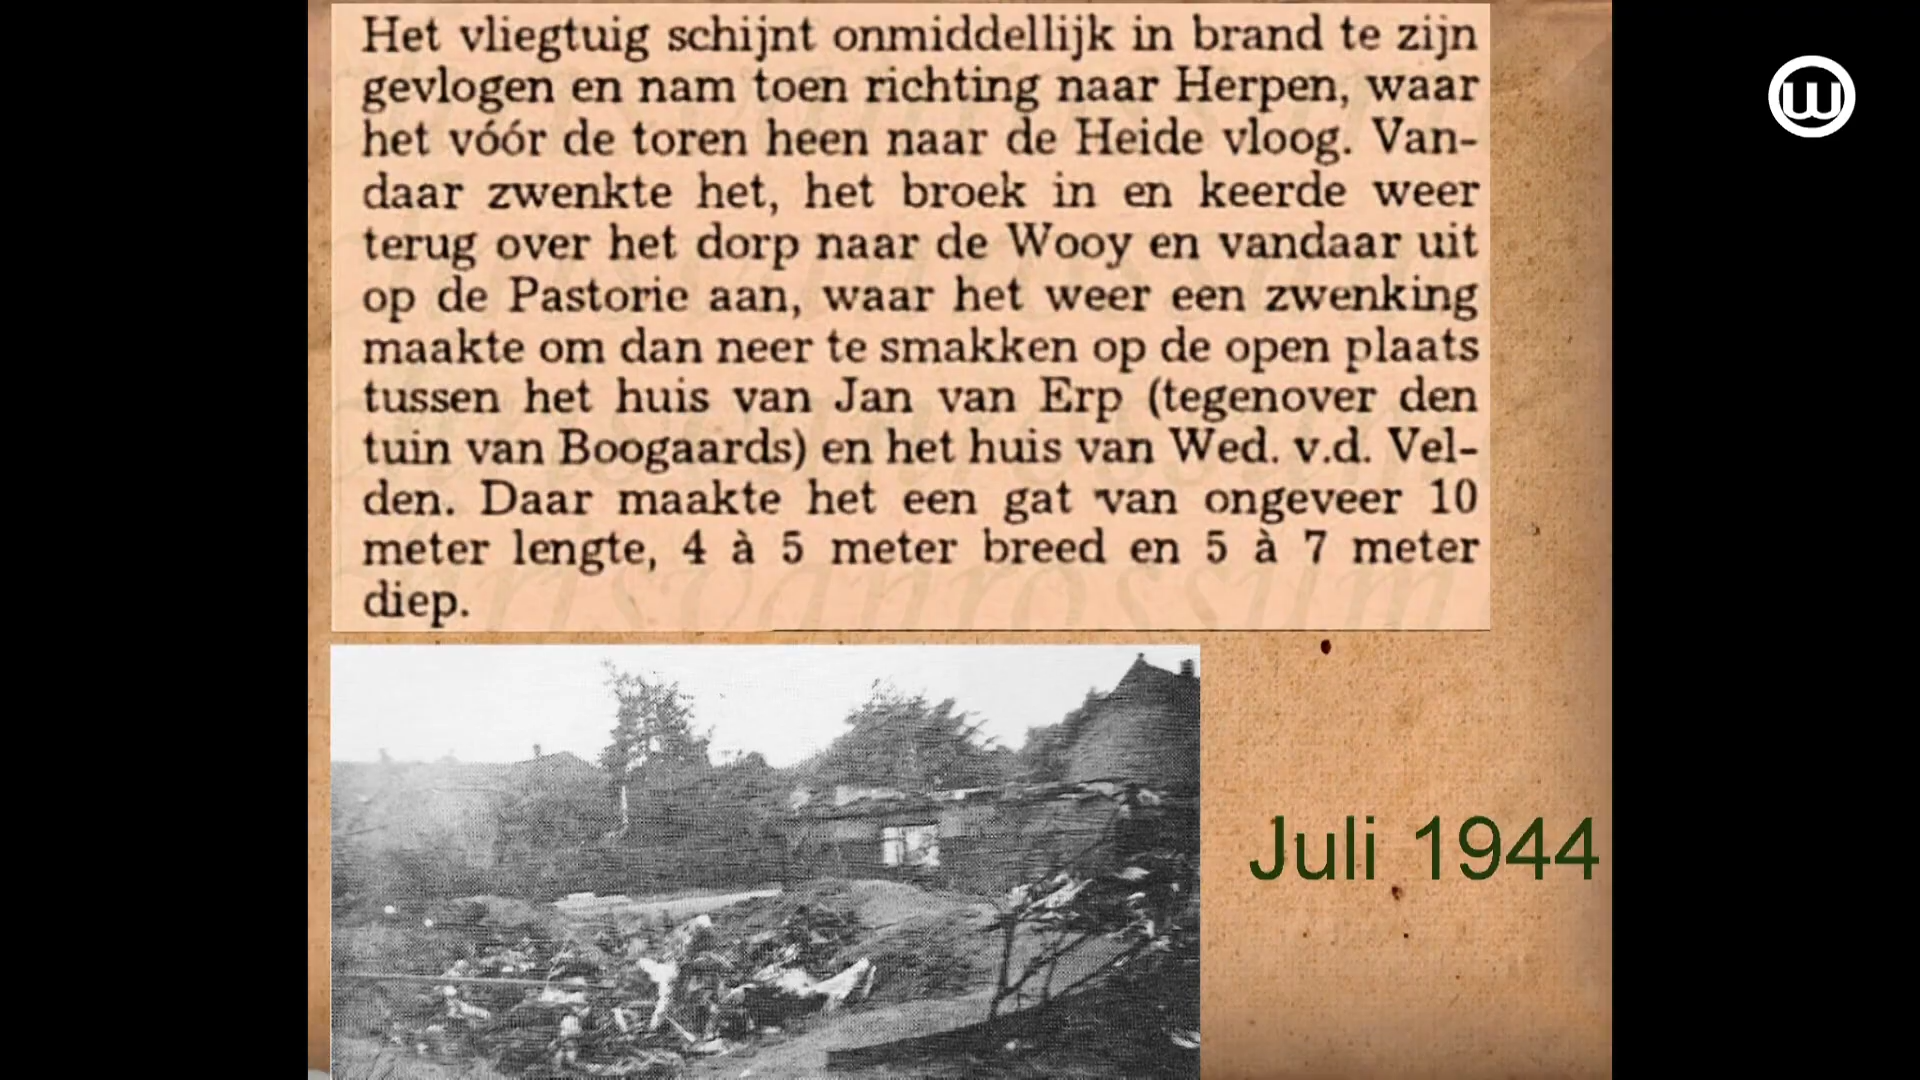 Het vliegtuig schijnt onmiddellijk in brand te zijn
gevlogen en nam toen richting naar Herpen, waar
het vóór de toren heen naar de Heide vloog. Van-
daar zwenkte het, het broek in en keerde weer
terug over het dorp naar de Wooy en vandaar uit
op de Pastorie aan, waar het weer een zwenking
maakte om dan neer te smakken op de open plaats
tussen het huis van Jan van Erp (tegenover den
tuin van Boogaards) en het huis van Wed. v.d. Vel-
den. Daar maakte het een gat van ongeveer 10
meter lengte, 4 à 5 meter breed en 5 à 7 meter
diep.
Juli 1944